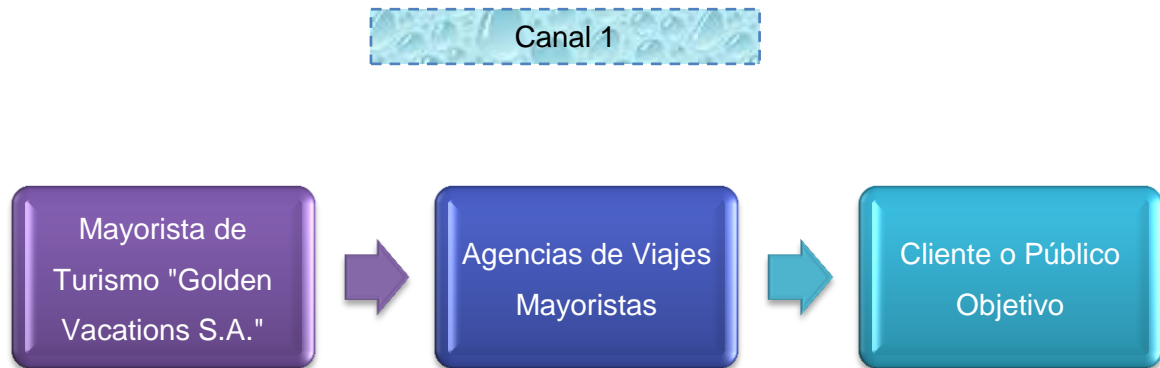 Canal 1
Mayorista de
Turismo "Golden
Vacations S.A."
Agencias de Viajes
Mayoristas
Cliente o Público
Objetivo